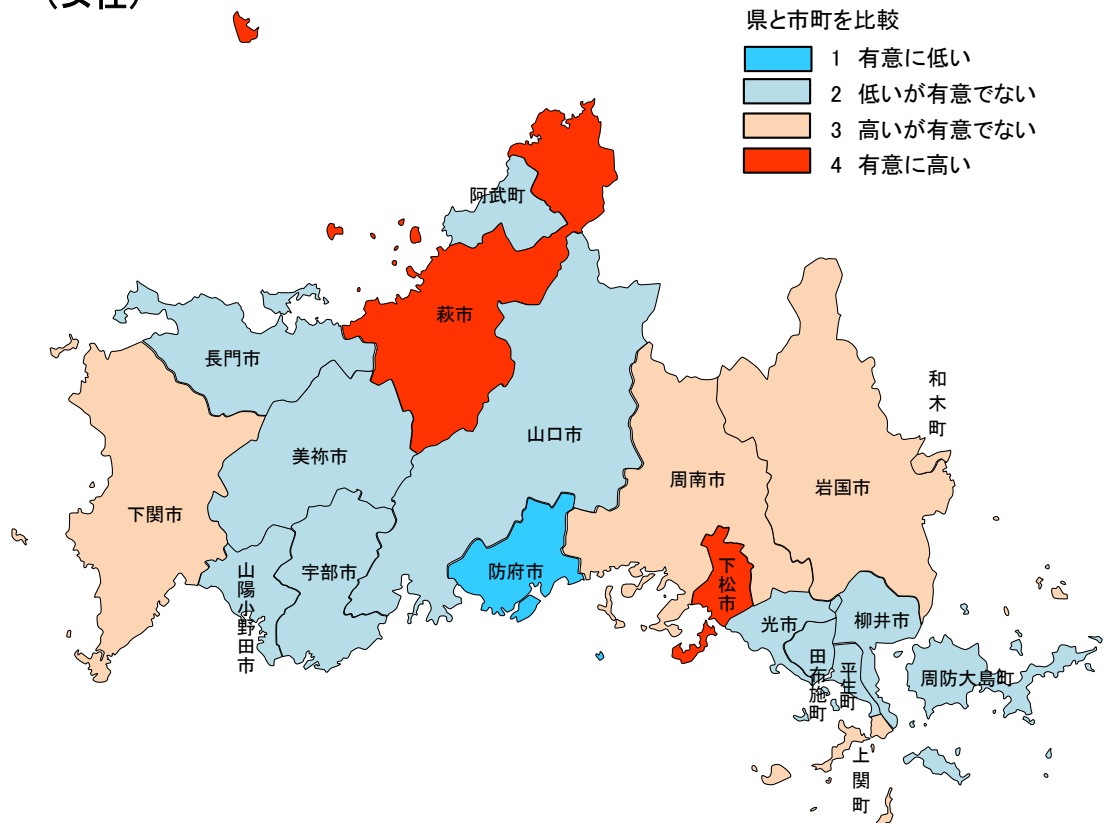 （女性）
県と市町を比較
1 有意に低い
2 低いが有意でない
3 高いが有意でない
4 有意に高い
阿武町
萩市
長門市
和木町
山口市
美祢市
周南市
岩国市
下関市
山陽小野田市
宇部市
防府市
下松市
光市
柳井市
田布施町
平生町
周防大島町
上関町